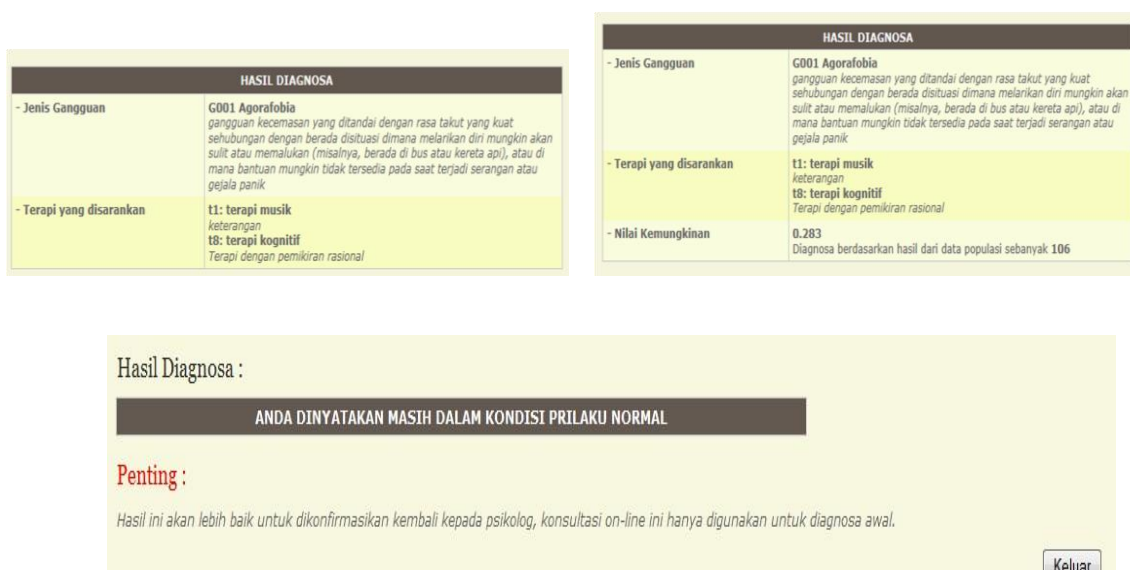 HASIL DIAGNOSA
- Jenis Gangguan
G001 Agorafobia
gangguan kecemasan yang ditandai dengan rasa takut yang kuat
sehubungan dengan berada disituasi dimana melarikan diri mungkin akan
sulit atau memalukan (misalnya, berada di bus atau kereta api), atau di
mana bantuan mungkin tidak tersedia pada saat terjadi serangan atau
gejala panik
- Terapi yang disarankan
t1: terapi musik
keterangan
t8: terapi kognitif
Terapi dengan pemikiran rasional
HASIL DIAGNOSA
- Jenis Gangguan
G001 Agorafobia
gangguan kecemasan yang ditandai dengan rasa takut yang kuat
sehubungan dengan berada disituasi dimana melarikan diri mungkin akan
sulit atau memalukan (misalnya, berada di bus atau kereta api), atau di
mana bantuan mungkin tidak tersedia pada saat terjadi serangan atau
gejala panik
- Terapi yang disarankan
t1: terapi musik
keterangan
t8: terapi kognitif
Terapi dengan pemikiran rasional
- Nilai Kemungkinan
0.283
Diagnosa berdasarkan hasil dari data populasi sebanyak 106
Hasil Diagnosa :
ANDA DINYATAKAN MASIH DALAM KONDISI PRILAKU NORMAL
Penting :
Hasil ini akan lebih baik untuk dikonfirmasikan kembali kepada psikolog, konsultasi on-line ini hanya digunakan untuk diagnosa awal.
Keluar